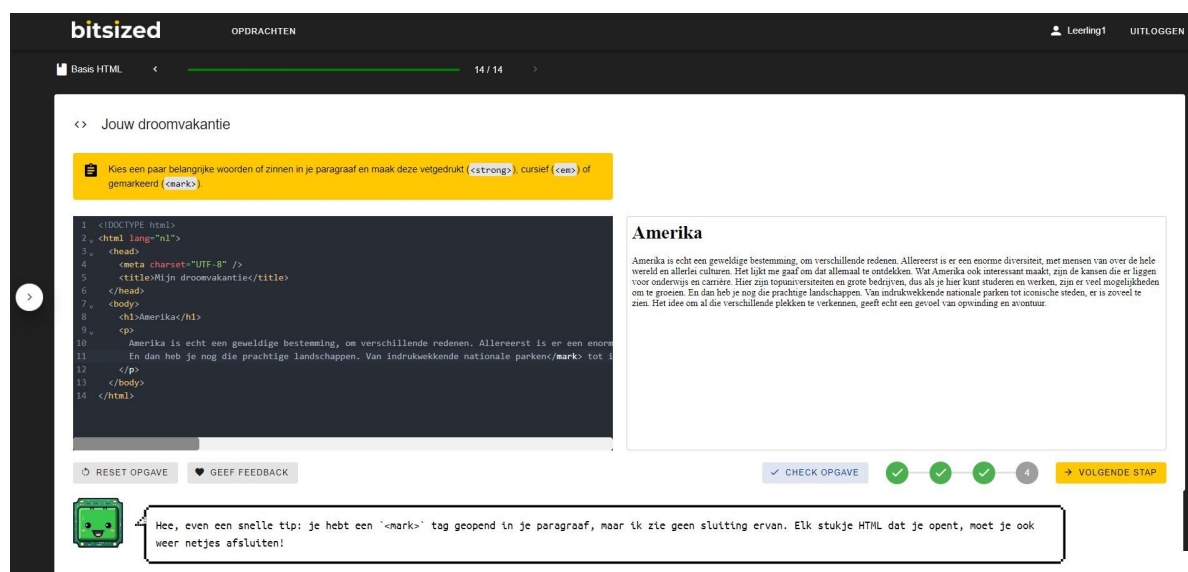 bitsized
OPDRACHTEN
Leerling1
UITLOGGEN
Basis HTML
14 / 14
Jouw droomvakantie
Kies een paar belangrijke woorden of zinnen in je paragraaf en maak deze vetgedrukt (<strong>), cursief (<em>) of
gemarkeerd (<mark>).
1 <!DOCTYPE html>
2 <html lang="nl">
3 <head>
4 <meta charset="UTF-8" />
5 <title>Mijn droomvakantie</title>
6 </head>
7 <body>
8 <h1>Amerika</h1>
9 <p>
10 Amerika is echt een geweldige bestemming, om verschillende redenen. Allereerst is er een enorm
11 En dan heb je nog die prachtige landschappen. Van indrukwekkende nationale parken</mark> tot i
12 </p>
13 </body>
14 </html>
Amerika
Amerika is echt een geweldige bestemming, om verschillende redenen. Allereerst is er een enorme diversiteit, met mensen van over de hele
wereld en allerlei culturen. Het lijkt me gaaf om dat allemaal te ontdekken. Wat Amerika ook interessant maakt, zijn de kansen die er liggen
voor onderwijs en carrière. Hier zijn topuniversiteiten en grote bedrijven, dus als je hier kunt studeren en werken, zijn er veel mogelijkheden
om te groeien. En dan heb je nog die prachtige landschappen. Van indrukwekkende nationale parken tot iconische steden, er is zoveel te
zien. Het idee om al die verschillende plekken te verkennen, geeft echt een gevoel van opwinding en avontuur.
RESET OPGAVE
GEEF FEEDBACK
CHECK OPGAVE
4
VOLGENDE STAP
Hee, even een snelle tip: je hebt een `<mark>` tag geopend in je paragraaf, maar ik zie geen sluiting ervan. Elk stukje HTML dat je opent, moet je ook
weer netjes afsluiten!